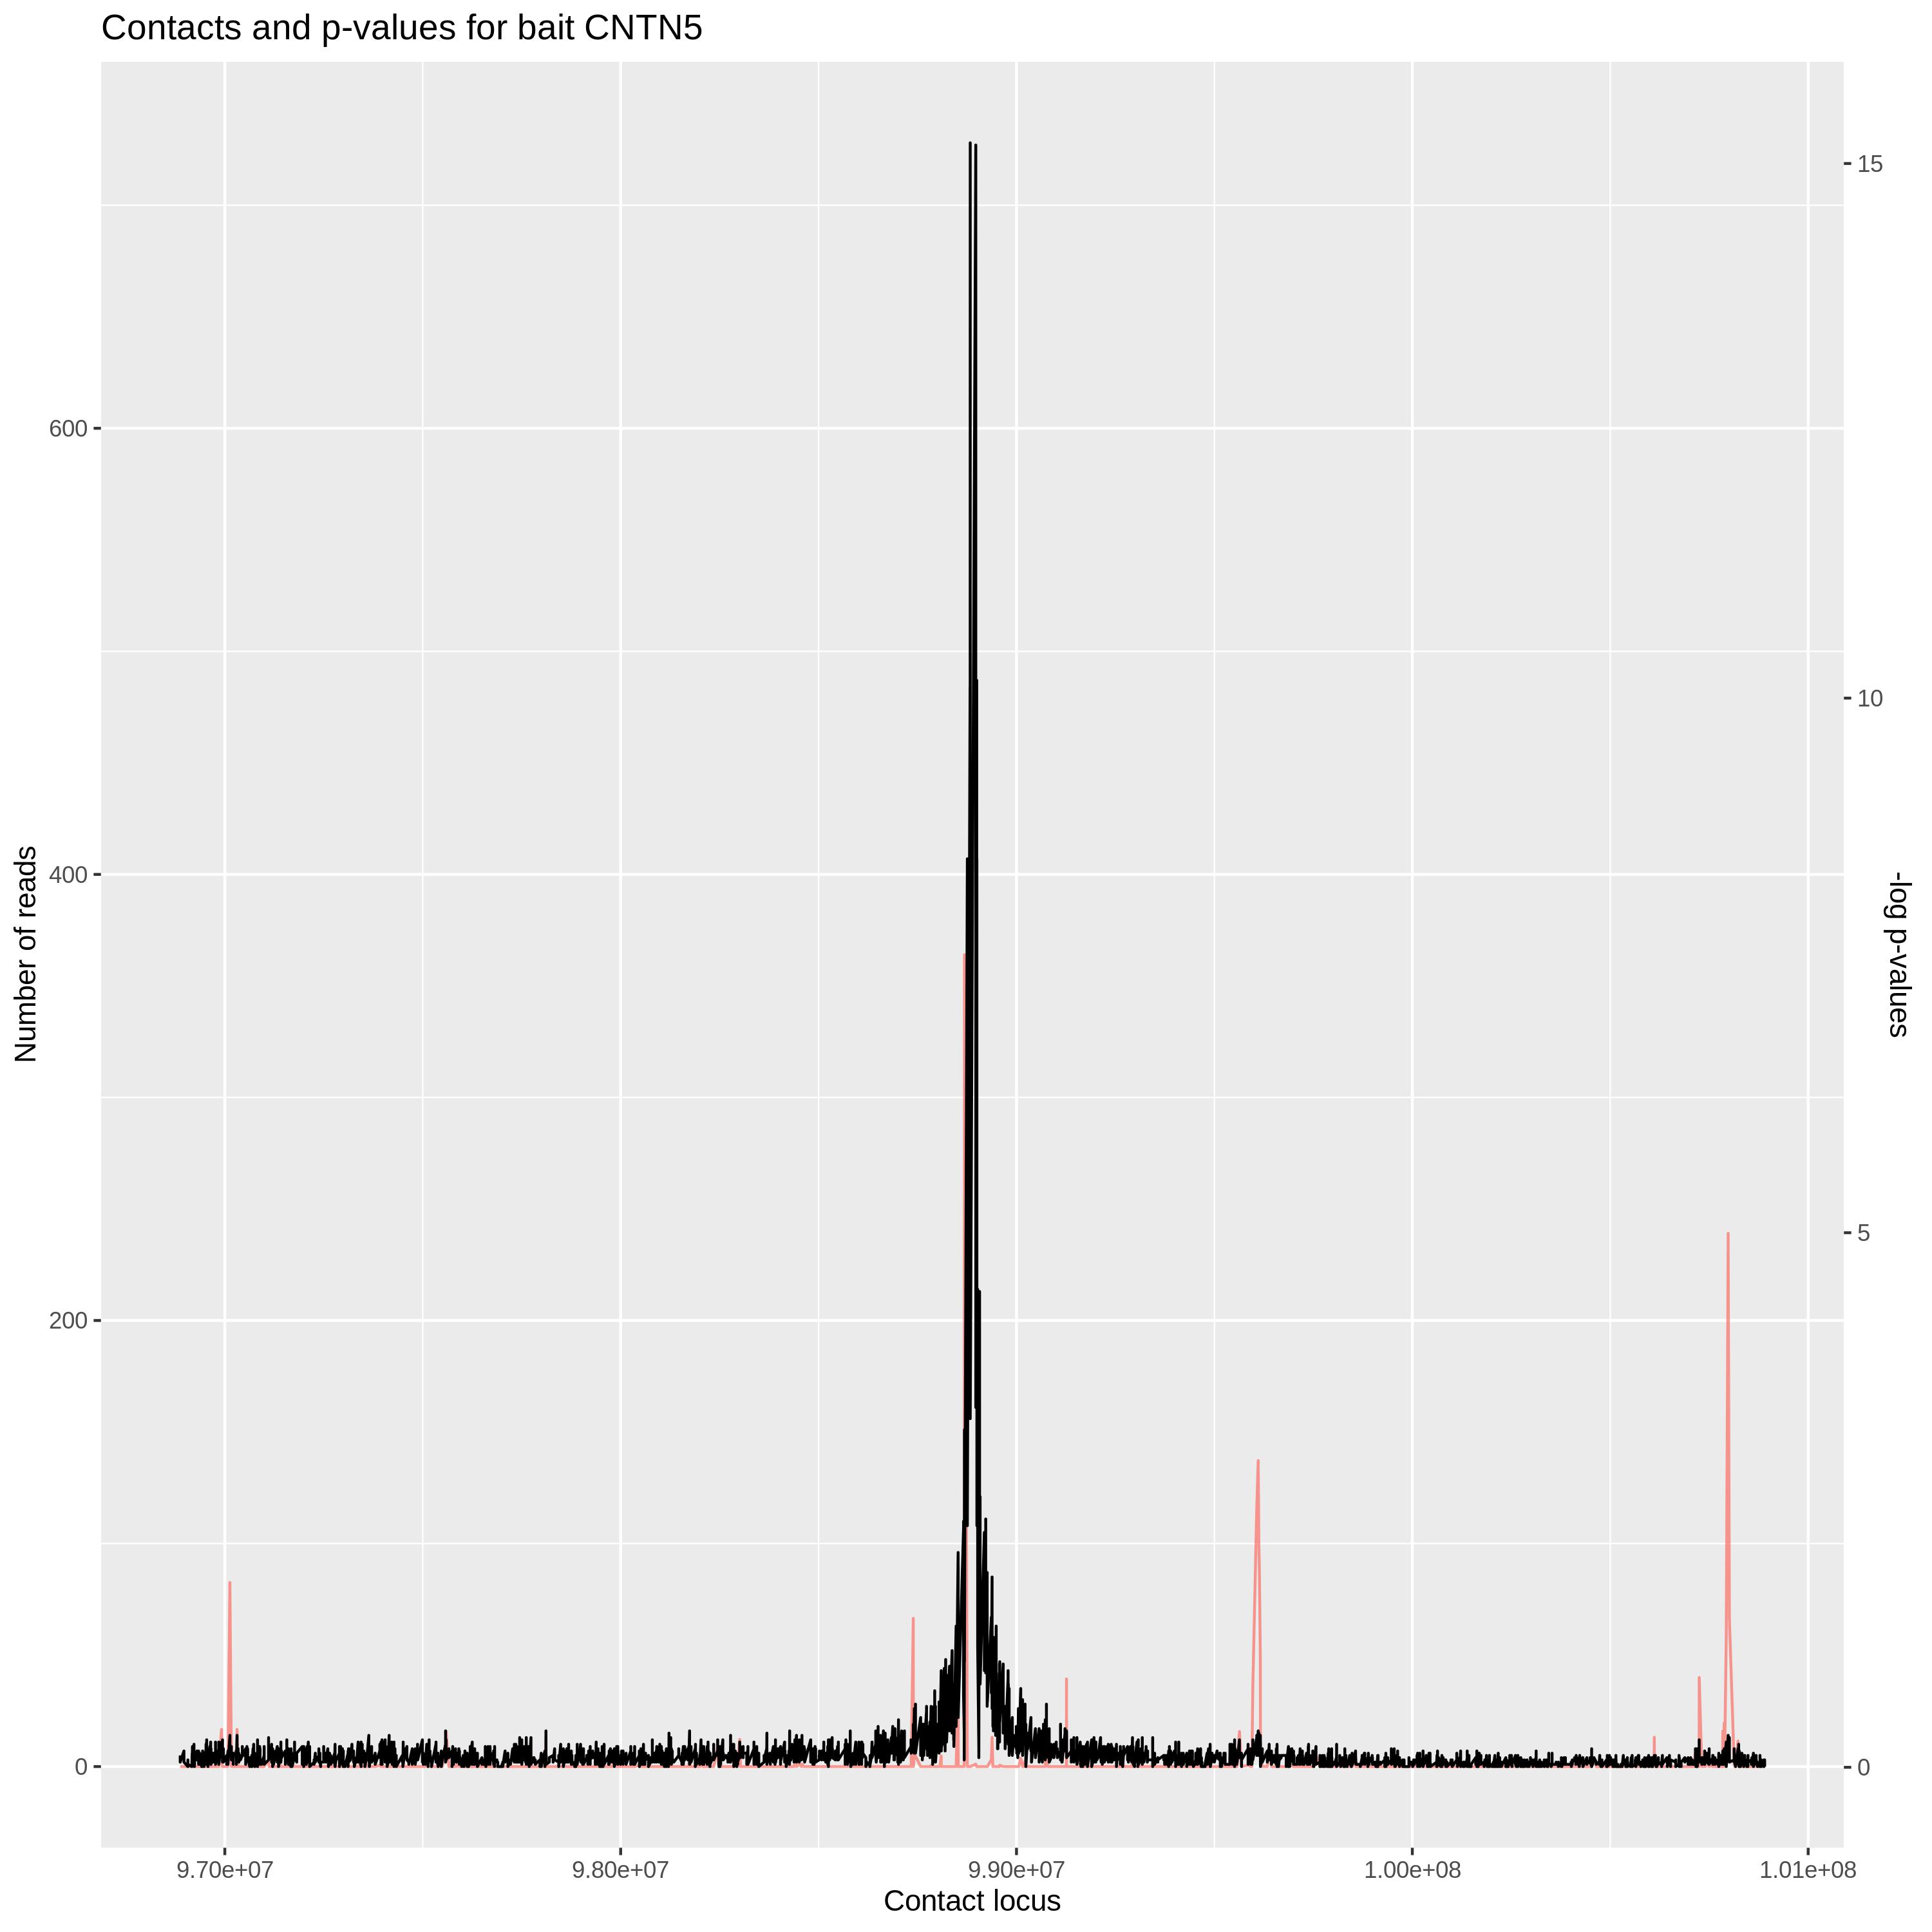 Contacts and p-values for bait CNTN5
Number of reads
600
400
200
0
15
10
5
0
-log p-values
9.70e+07 9.80e+07 9.90e+07 1.00e+08 1.01e+08
Contact locus